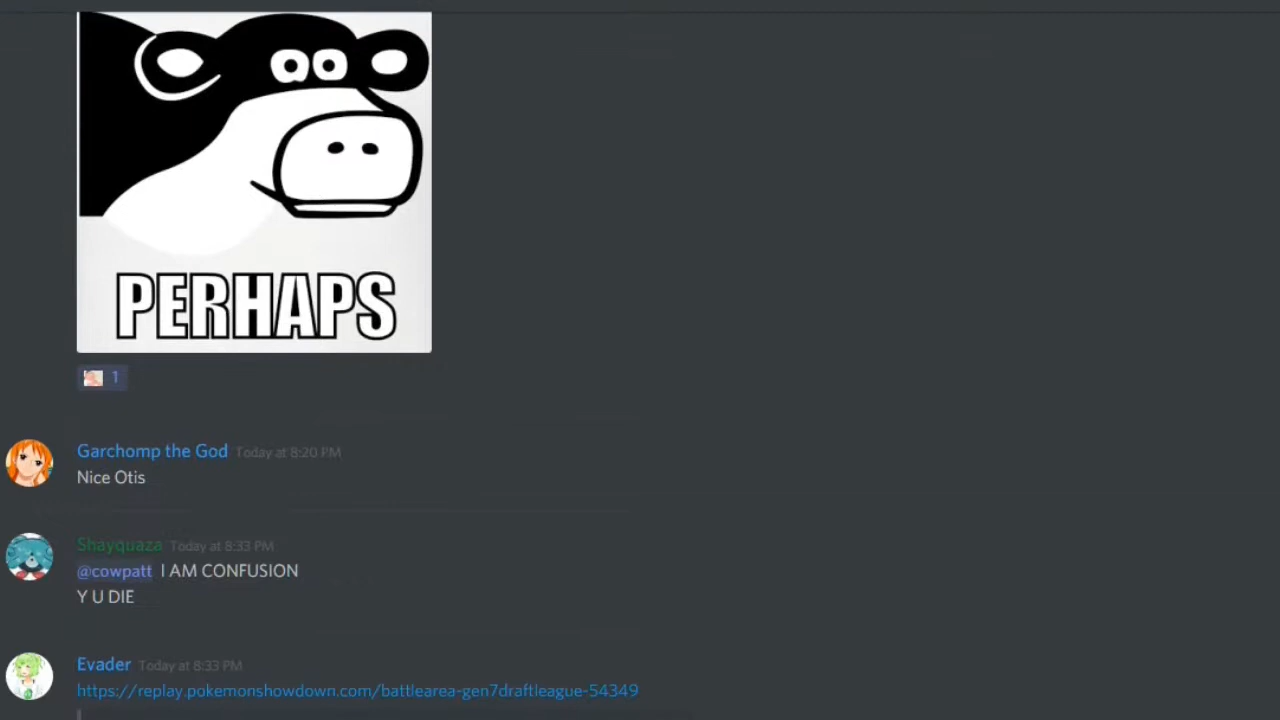 PERHAPS
1
Garchomp the God Today at 8:20 PM
Nice Otis
Shayquaza Today at 8:33 PM
@cowpatt I AM CONFUSION
Y U DIE
Evader Today at 8:33 PM
https://replay.pokemonshowdown.com/battlearea-gen7draftleague-54349